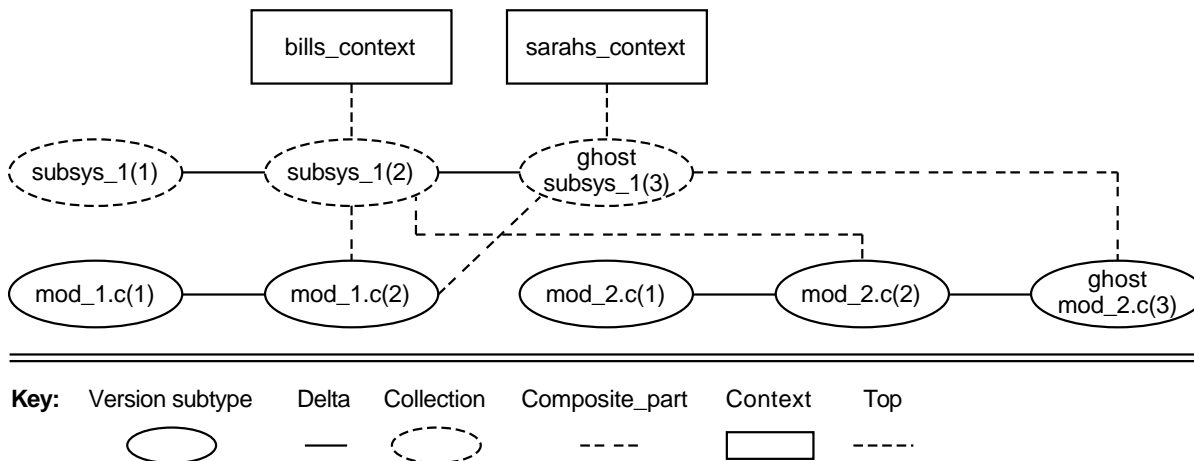 bills_context
sarahs_context
subsys_1(1)
subsys_1(2)
ghost
subsys_1(3)
mod_1.c(1)
mod_1.c(2)
mod_2.c(1)
mod_2.c(2)
ghost
mod_2.c(3)
Key: Version subtype Delta Collection Composite_part Context Top